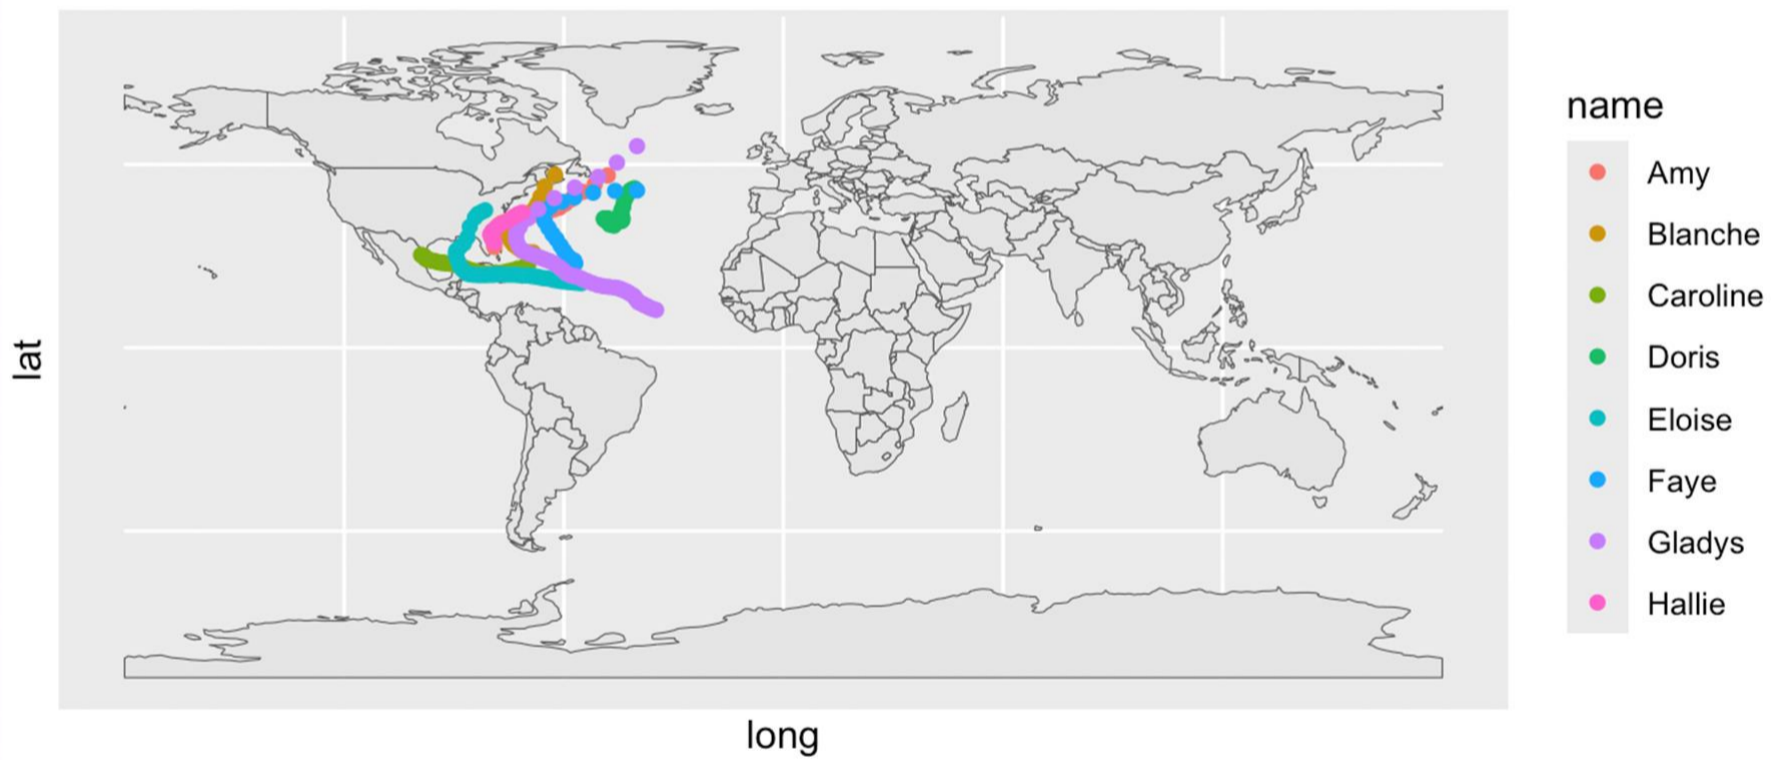 lat
long
name
Amy
Blanche
Caroline
Doris
Eloise
Faye
Gladys
Hallie